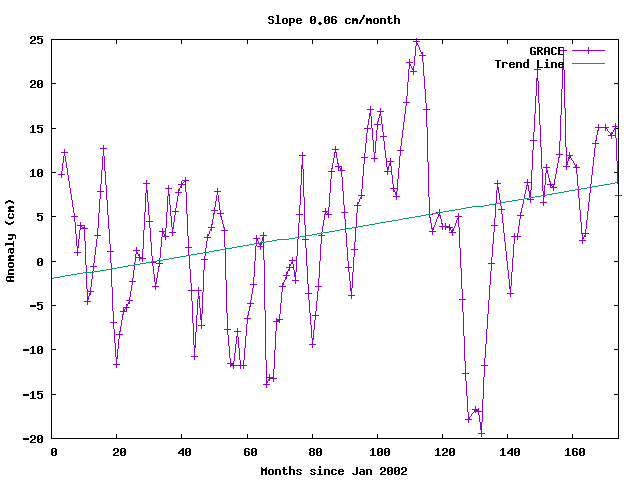 Slope 0.06 cm/month
GRACE
Trend Line
25
20
15
10
5
0
-5
-10
-15
-20
Anomaly (cm)
0 20 40 60 80 100 120 140 160
Months since Jan 2002